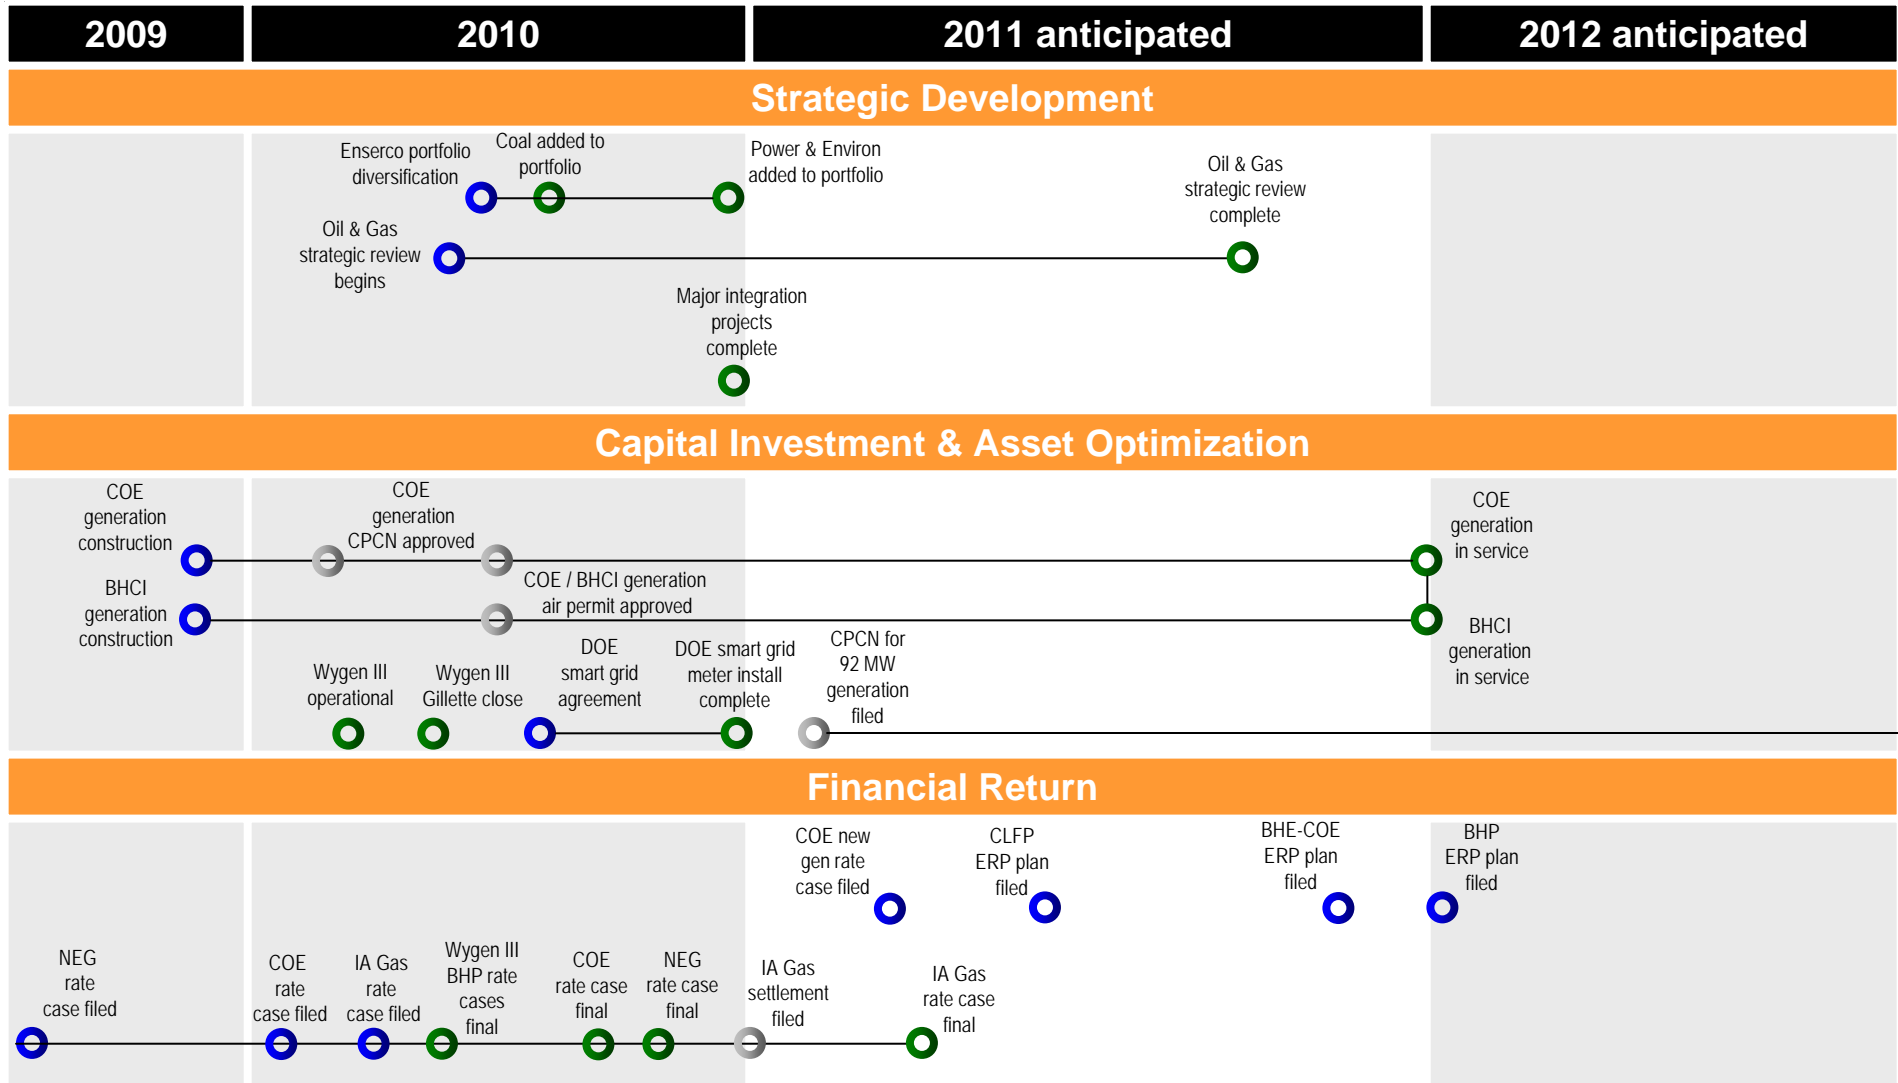 2009
2010
2011 anticipated
2012 anticipated
Strategic Development
Enserco portfolio
diversification
Coal added to
portfolio
Power & Environ
added to portfolio
Oil & Gas
strategic review
complete
Oil & Gas
strategic review
begins
Major integration
projects
complete
Capital Investment & Asset Optimization
COE
generation
construction
COE
generation
CPCN approved
COE
generation
in service
BHCI
generation
construction
COE / BHCI generation
air permit approved
BHCI
generation
in service
Wygen III
operational
Wygen III
Gillette close
DOE
smart grid
agreement
DOE smart grid
meter install
complete
CPCN for
92 MW
generation
filed
Financial Return
COE new
gen rate
case filed
CLFP
ERP plan
filed
BHE-COE
ERP plan
filed
BHP
ERP plan
filed
NEG
rate
case filed
COE
rate
case filed
IA Gas
rate
case filed
Wygen III
BHP rate
cases
final
COE
rate case
final
NEG
rate case
final
IA Gas
settlement
filed
IA Gas
rate case
final